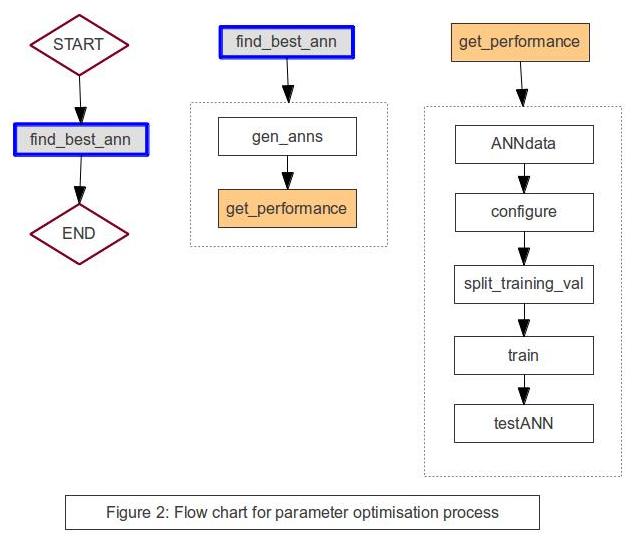 START
find_best_ann
END
find_best_ann
gen_anns
get_performance
get_performance
ANNdata
configure
split_training_val
train
testANN
Figure 2: Flow chart for parameter optimisation process